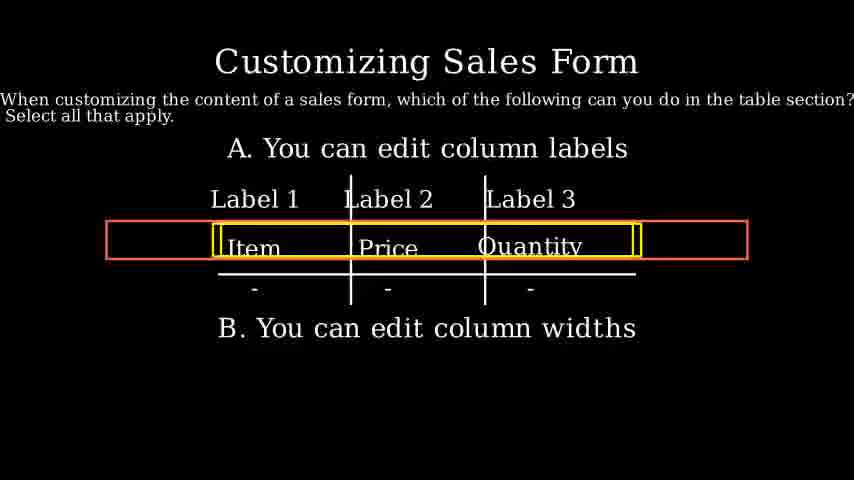 Customizing Sales Form
When customizing the content of a sales form, which of the following can you do in the table section?
Select all that apply.
A. You can edit column labels
Label 1 Label 2 Label 3
Item Price Quantity
- - -
B. You can edit column widths